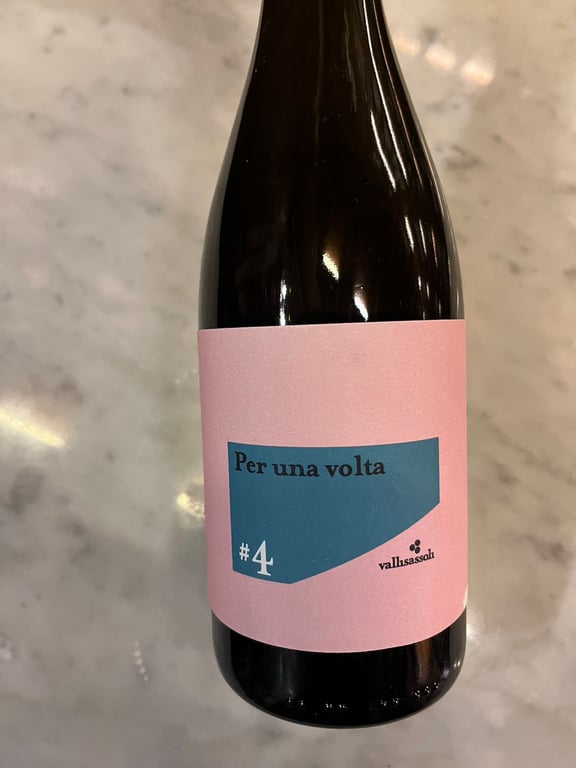 Per una volta
#4
vallisassoli